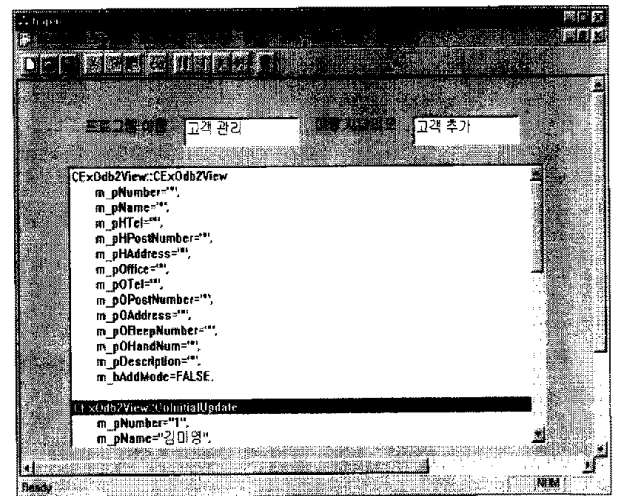 프로그램 이름 고객 관리 고객 추가
CExOdb2View::CExOdb2View
m_pNumber="",
m_pName="",
m_pHTel="",
m_pHPostNumber="",
m_pHAddress="",
m_pOffice="",
m_pOTel="",
m_pOPostNumber="",
m_pOAddress="",
m_pOBeepNumber="",
m_pOHandNum="",
m_pDescription="",
m_bAddMode=FALSE,
CExOdb2View::OnInitialUpdate
m_pNumber="1",
m_pName="김미영",
Ready NUM